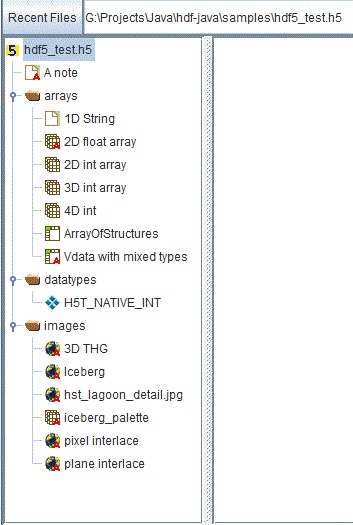 Recent Files G:\Projects\Java\hdf-java\samples\hdf5_test.h5
5 hdf5_test.h5
A note
arrays
1D String
2D float array
2D int array
3D int array
4D int
ArrayOfStructures
Vdata with mixed types
datatypes
H5T_NATIVE_INT
images
3D THG
Iceberg
hst_lagoon_detail.jpg
iceberg_palette
pixel interlace
plane interlace